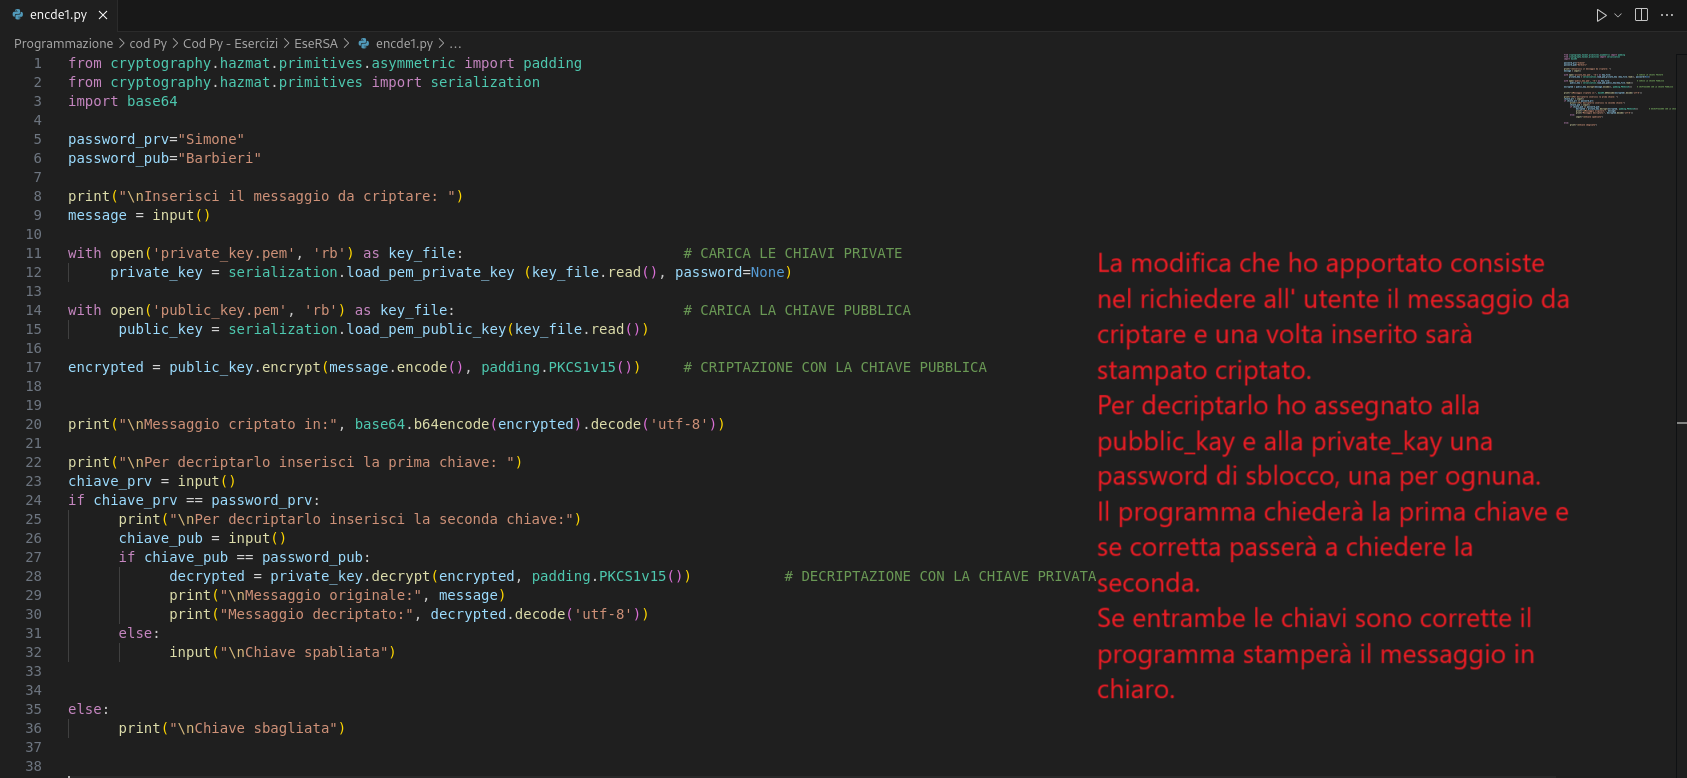 encde1.py
Programmazione > cod Py > Cod Py - Esercizi > EseRSA > encde1.py > ...
1 from cryptography.hazmat.primitives.asymmetric import padding
2 from cryptography.hazmat.primitives import serialization
3 import base64
4
5 password_prv="Simone"
6 password_pub="Barbieri"
7
8 print("\nInserisci il messaggio da criptare: ")
9 message = input()
10
11 with open('private_key.pem', 'rb') as key_file: # CARICA LE CHIAVI PRIVATE
12 private_key = serialization.load_pem_private_key (key_file.read(), password=None)
13
14 with open('public_key.pem', 'rb') as key_file: # CARICA LA CHIAVE PUBBLICA
15 public_key = serialization.load_pem_public_key(key_file.read())
16
17 encrypted = public_key.encrypt(message.encode(), padding.PKCS1v15()) # CRIPTAZIONE CON LA CHIAVE PUBBLICA
18
19
20 print("\nMessaggio criptato in:", base64.b64encode(encrypted).decode('utf-8'))
21
22 print("\nPer decriptarlo inserisci la prima chiave: ")
23 chiave_prv = input()
24 if chiave_prv == password_prv:
25 print("\nPer decriptarlo inserisci la seconda chiave:")
26 chiave_pub = input()
27 if chiave_pub == password_pub:
28 decrypted = private_key.decrypt(encrypted, padding.PKCS1v15()) # DECRIPTAZIONE CON LA CHIAVE PRIVATA
29 print("\nMessaggio originale:", message)
30 print("Messaggio decriptato:", decrypted.decode('utf-8'))
31 else:
32 input("\nChiave spabliata")
33
34
35 else:
36 print("\nChiave sbagliata")
37
38
La modifica che ho apportato consiste
nel richiedere all' utente il messaggio da
criptare e una volta inserito sarà
stampato criptato.
Per decriptarlo ho assegnato alla
pubblic_kay e alla private_kay una
password di sblocco, una per ognuna.
Il programma chiederà la prima chiave e
se corretta passerà a chiedere la
seconda.
Se entrambe le chiavi sono corrette il
programma stamperà il messaggio in
chiaro.